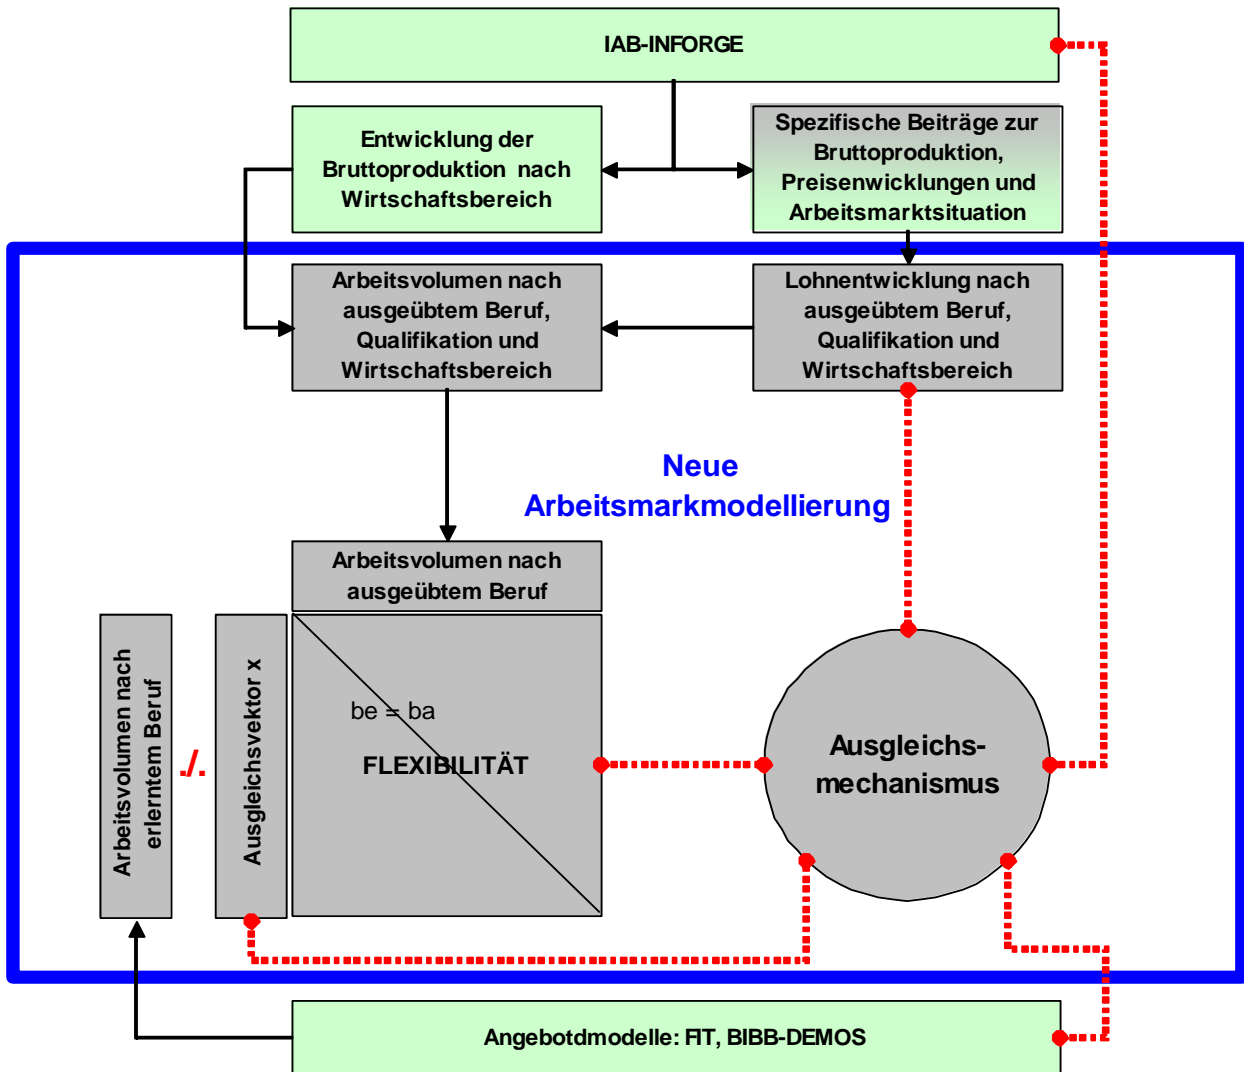 IAB-INFORGE
Entwicklung der
Bruttoproduktion nach
Wirtschaftsbereich
Spezifische Beiträge zur
Bruttoproduktion,
Preisenwicklungen und
Arbeitsmarktsituation
Arbeitsvolumen nach
ausgeübtem Beruf,
Qualifikation und
Wirtschaftsbereich
Lohnentwicklung nach
ausgeübtem Beruf,
Qualifikation und
Wirtschaftsbereich
Neue
Arbeitsmarkmodellierung
Arbeitsvolumen nach
ausgeübtem Beruf
Arbeitsvolumen nach
erlerntem Beruf
./.
Ausgleichsvektor x
be = ba
FLEXIBILITÄT
Ausgleichs-
mechanismus
Angebotdmodelle: FIT, BIBB-DEMOS